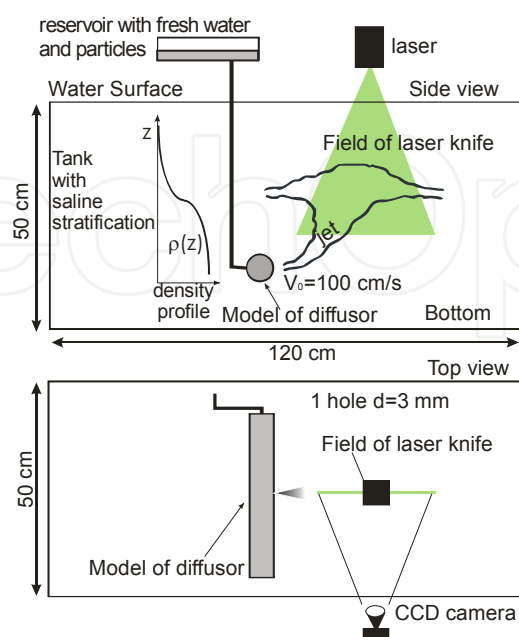 reservoir with fresh water
and particles
laser
Water Surface
Side view
z
Field of laser knife
Tank
with
saline
stratification
50 cm
ρ(z)
jet
density
profile
V₀=100 cm/s
Model of diffusor
Bottom
120 cm
Top view
1 hole d=3 mm
Field of laser knife
50 cm
Model of diffusor
CCD camera